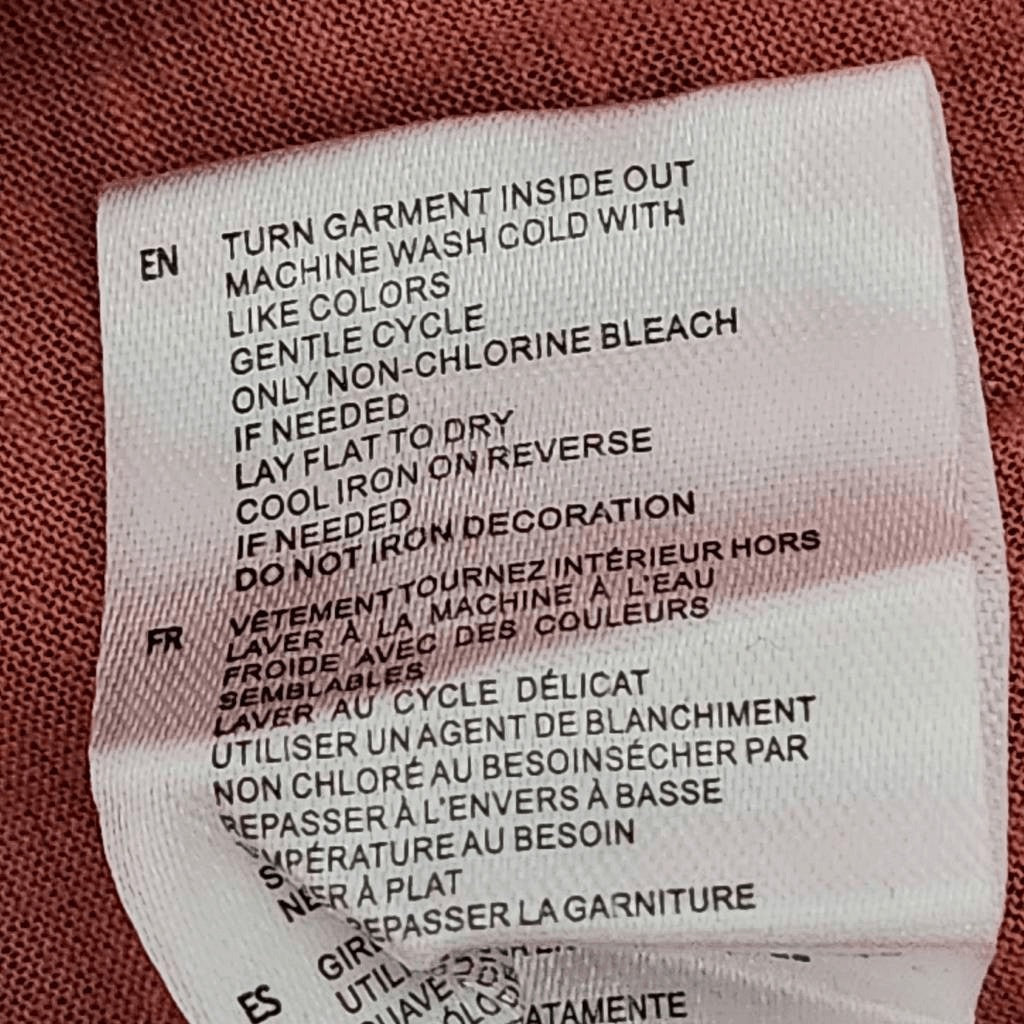 EN TURN GARMENT INSIDE OUT
MACHINE WASH COLD WITH
LIKE COLORS
GENTLE CYCLE
ONLY NON-CHLORINE BLEACH
IF NEEDED
LAY FLAT TO DRY
COOL IRON ON REVERSE
IF NEEDED
DO NOT IRON DECORATION
FR VÊTEMENT TOURNEZ INTÉRIEUR HORS
LAVER À LA MACHINE À L'EAU
FROIDE AVEC DES COULEURS
SEMBLABLES
LAVER AU CYCLE DÉLICAT
UTILISER UN AGENT DE BLANCHIMENT
NON CHLORÉ AU BESOINSÉCHER PAR
REPASSER À L'ENVERS À BASSE
AU BESOIN
À PLAT
REPASSER LA GARNITURE
ES